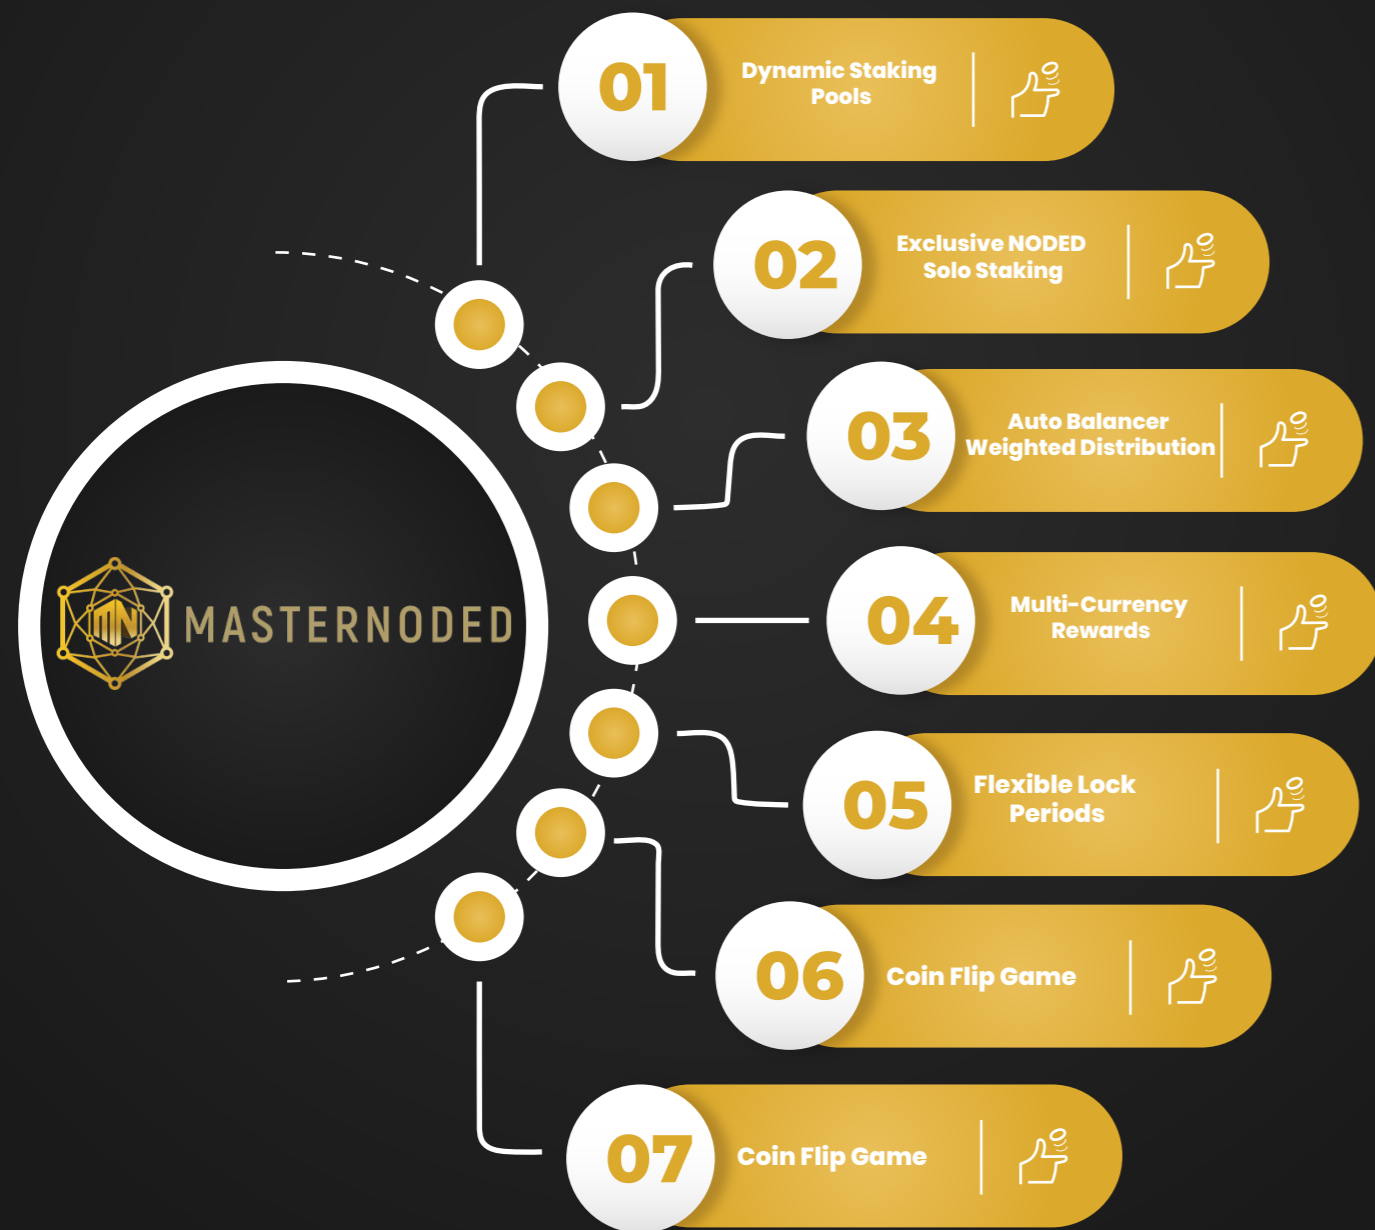 01
Dynamic Staking
Pools
02
Exclusive NODED
Solo Staking
03
Auto Balancer
Weighted Distribution
MN
MASTERNODED
04
Multi-Currency
Rewards
05
Flexible Lock
Periods
06
Coin Flip Game
07
Coin Flip Game